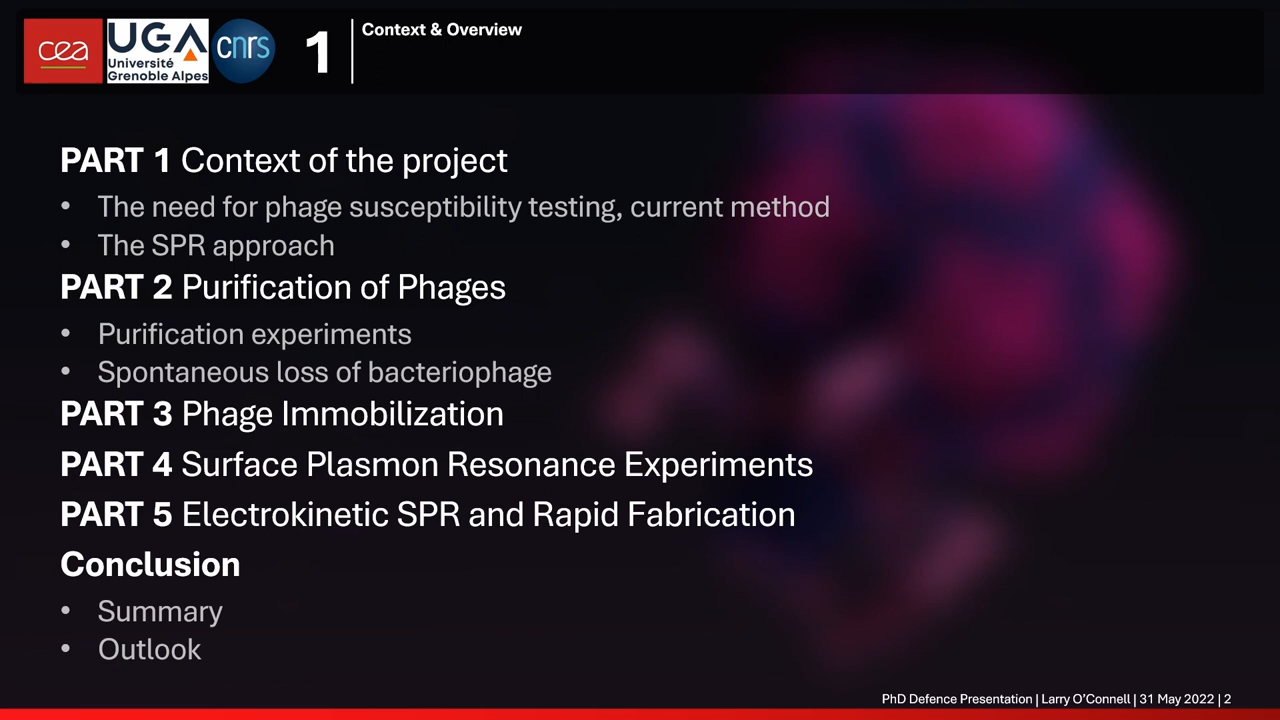 cea
UGA
Université
Grenoble Alpes
cnrs
1
Context & Overview
PART 1 Context of the project
• The need for phage susceptibility testing, current method
• The SPR approach
PART 2 Purification of Phages
• Purification experiments
• Spontaneous loss of bacteriophage
PART 3 Phage Immobilization
PART 4 Surface Plasmon Resonance Experiments
PART 5 Electrokinetic SPR and Rapid Fabrication
Conclusion
• Summary
• Outlook
PhD Defence Presentation | Larry O’Connell | 31 May 2022 | 2